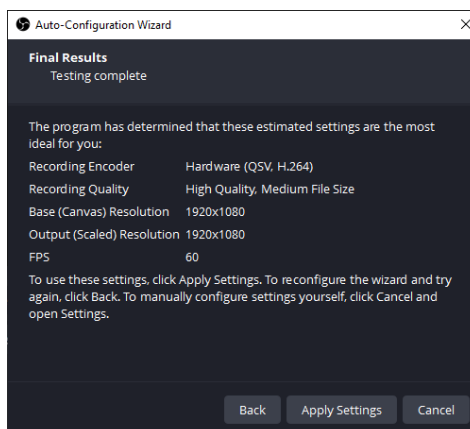 Auto-Configuration Wizard
Final Results
Testing complete
The program has determined that these estimated settings are the most
ideal for you:
Recording Encoder Hardware (QSV, H.264)
Recording Quality High Quality, Medium File Size
Base (Canvas) Resolution 1920x1080
Output (Scaled) Resolution 1920x1080
FPS 60
To use these settings, click Apply Settings. To reconfigure the wizard and try
again, click Back. To manually configure settings yourself, click Cancel and
open Settings.
Back Apply Settings Cancel